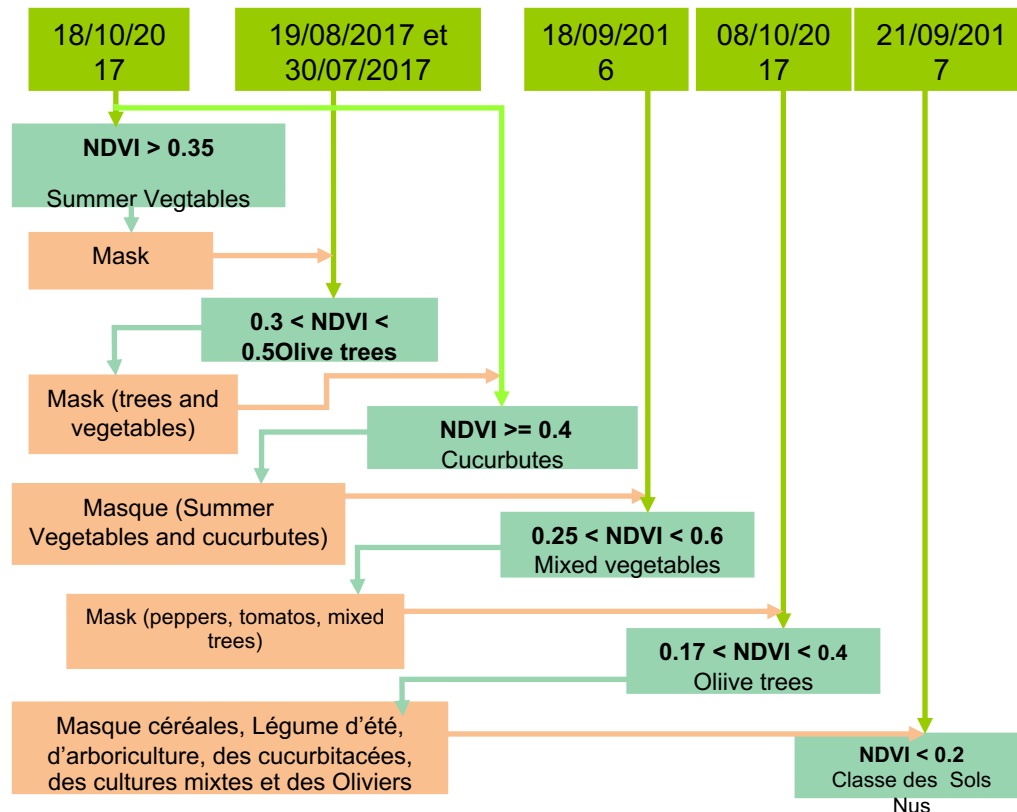 18/10/20
17
19/08/2017 et
30/07/2017
18/09/201
6
08/10/20
17
21/09/201
7
NDVI > 0.35
Summer Vegtables
Mask
0.3 < NDVI <
0.5Olive trees
Mask (trees and
vegetables)
NDVI >= 0.4
Cucurbutes
Masque (Summer
Vegetables and cucurbutes)
0.25 < NDVI < 0.6
Mixed vegetables
Mask (peppers, tomatos, mixed
trees)
0.17 < NDVI < 0.4
Oliive trees
Masque céréales, Légume d’été,
d’arboriculture, des cucurbitacées,
des cultures mixtes et des Oliviers
NDVI < 0.2
Classe des Sols
Nus